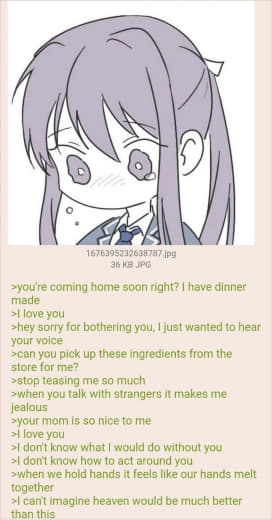 1676395232638787.jpg
36 KB JPG
>you're coming home soon right? I have dinner
made
>I love you
>hey sorry for bothering you, I just wanted to hear
your voice
>can you pick up these ingredients from the
store for me?
>stop teasing me so much
>when you talk with strangers it makes me
jealous
>your mom is so nice to me
>I love you
>I don't know what I would do without you
>I don't know how to act around you
>when we hold hands it feels like our hands melt
together
>I can't imagine heaven would be much better
than this